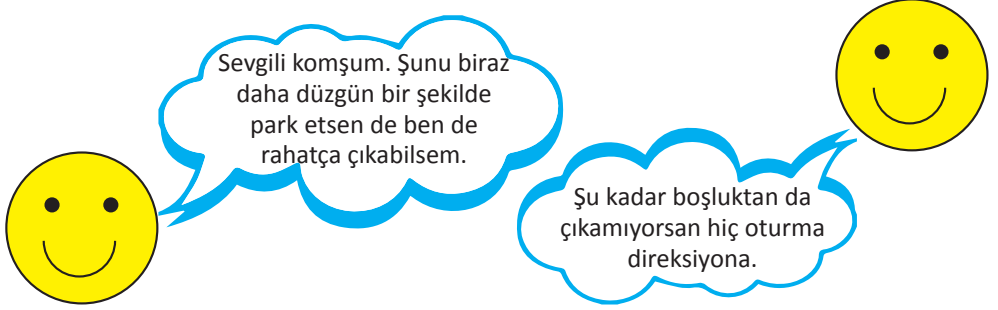 Sevgili komşum. Şunu biraz
daha düzgün bir şekilde
park etsen de ben de
rahatça çıkabilsem.
Şu kadar boşluktan da
çıkamıyorsan hiç oturma
direksiyona.